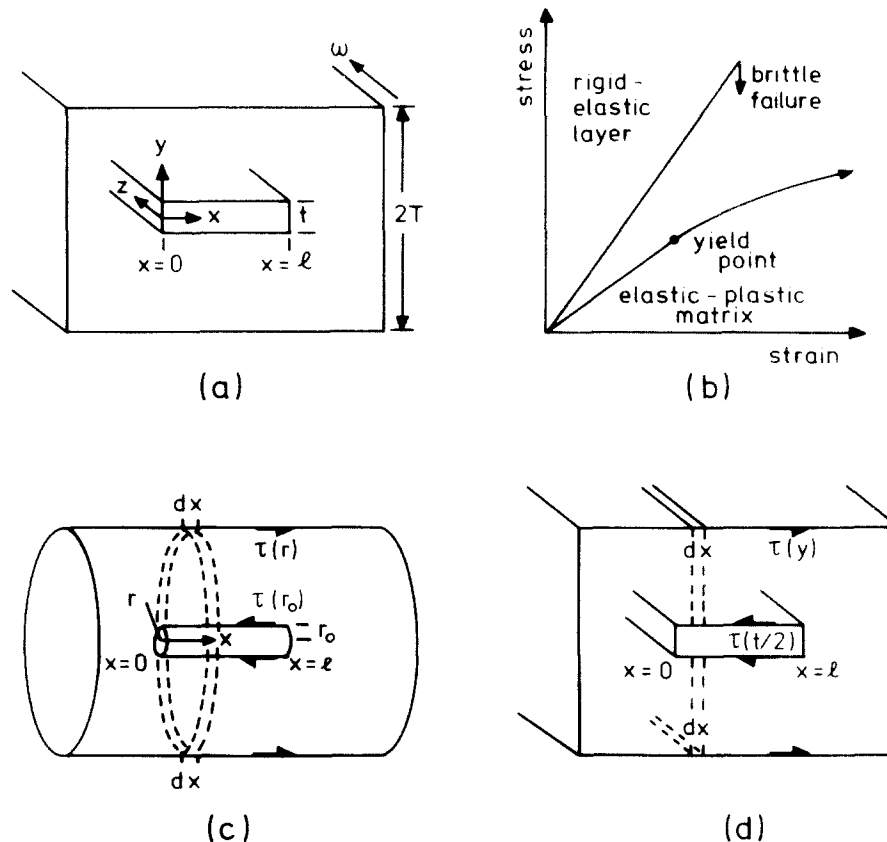 ω
y
z
x
t
2T
x=0
x=ℓ
(a)
stress
rigid-
elastic
layer
brittle
failure
yield
point
elastic-plastic
matrix
strain
(b)
dx
τ(r)
r
τ(r₀)
r₀
x
x=0
x=ℓ
dx
(c)
dx
τ(y)
τ(t/2)
x=0
x=ℓ
dx
(d)